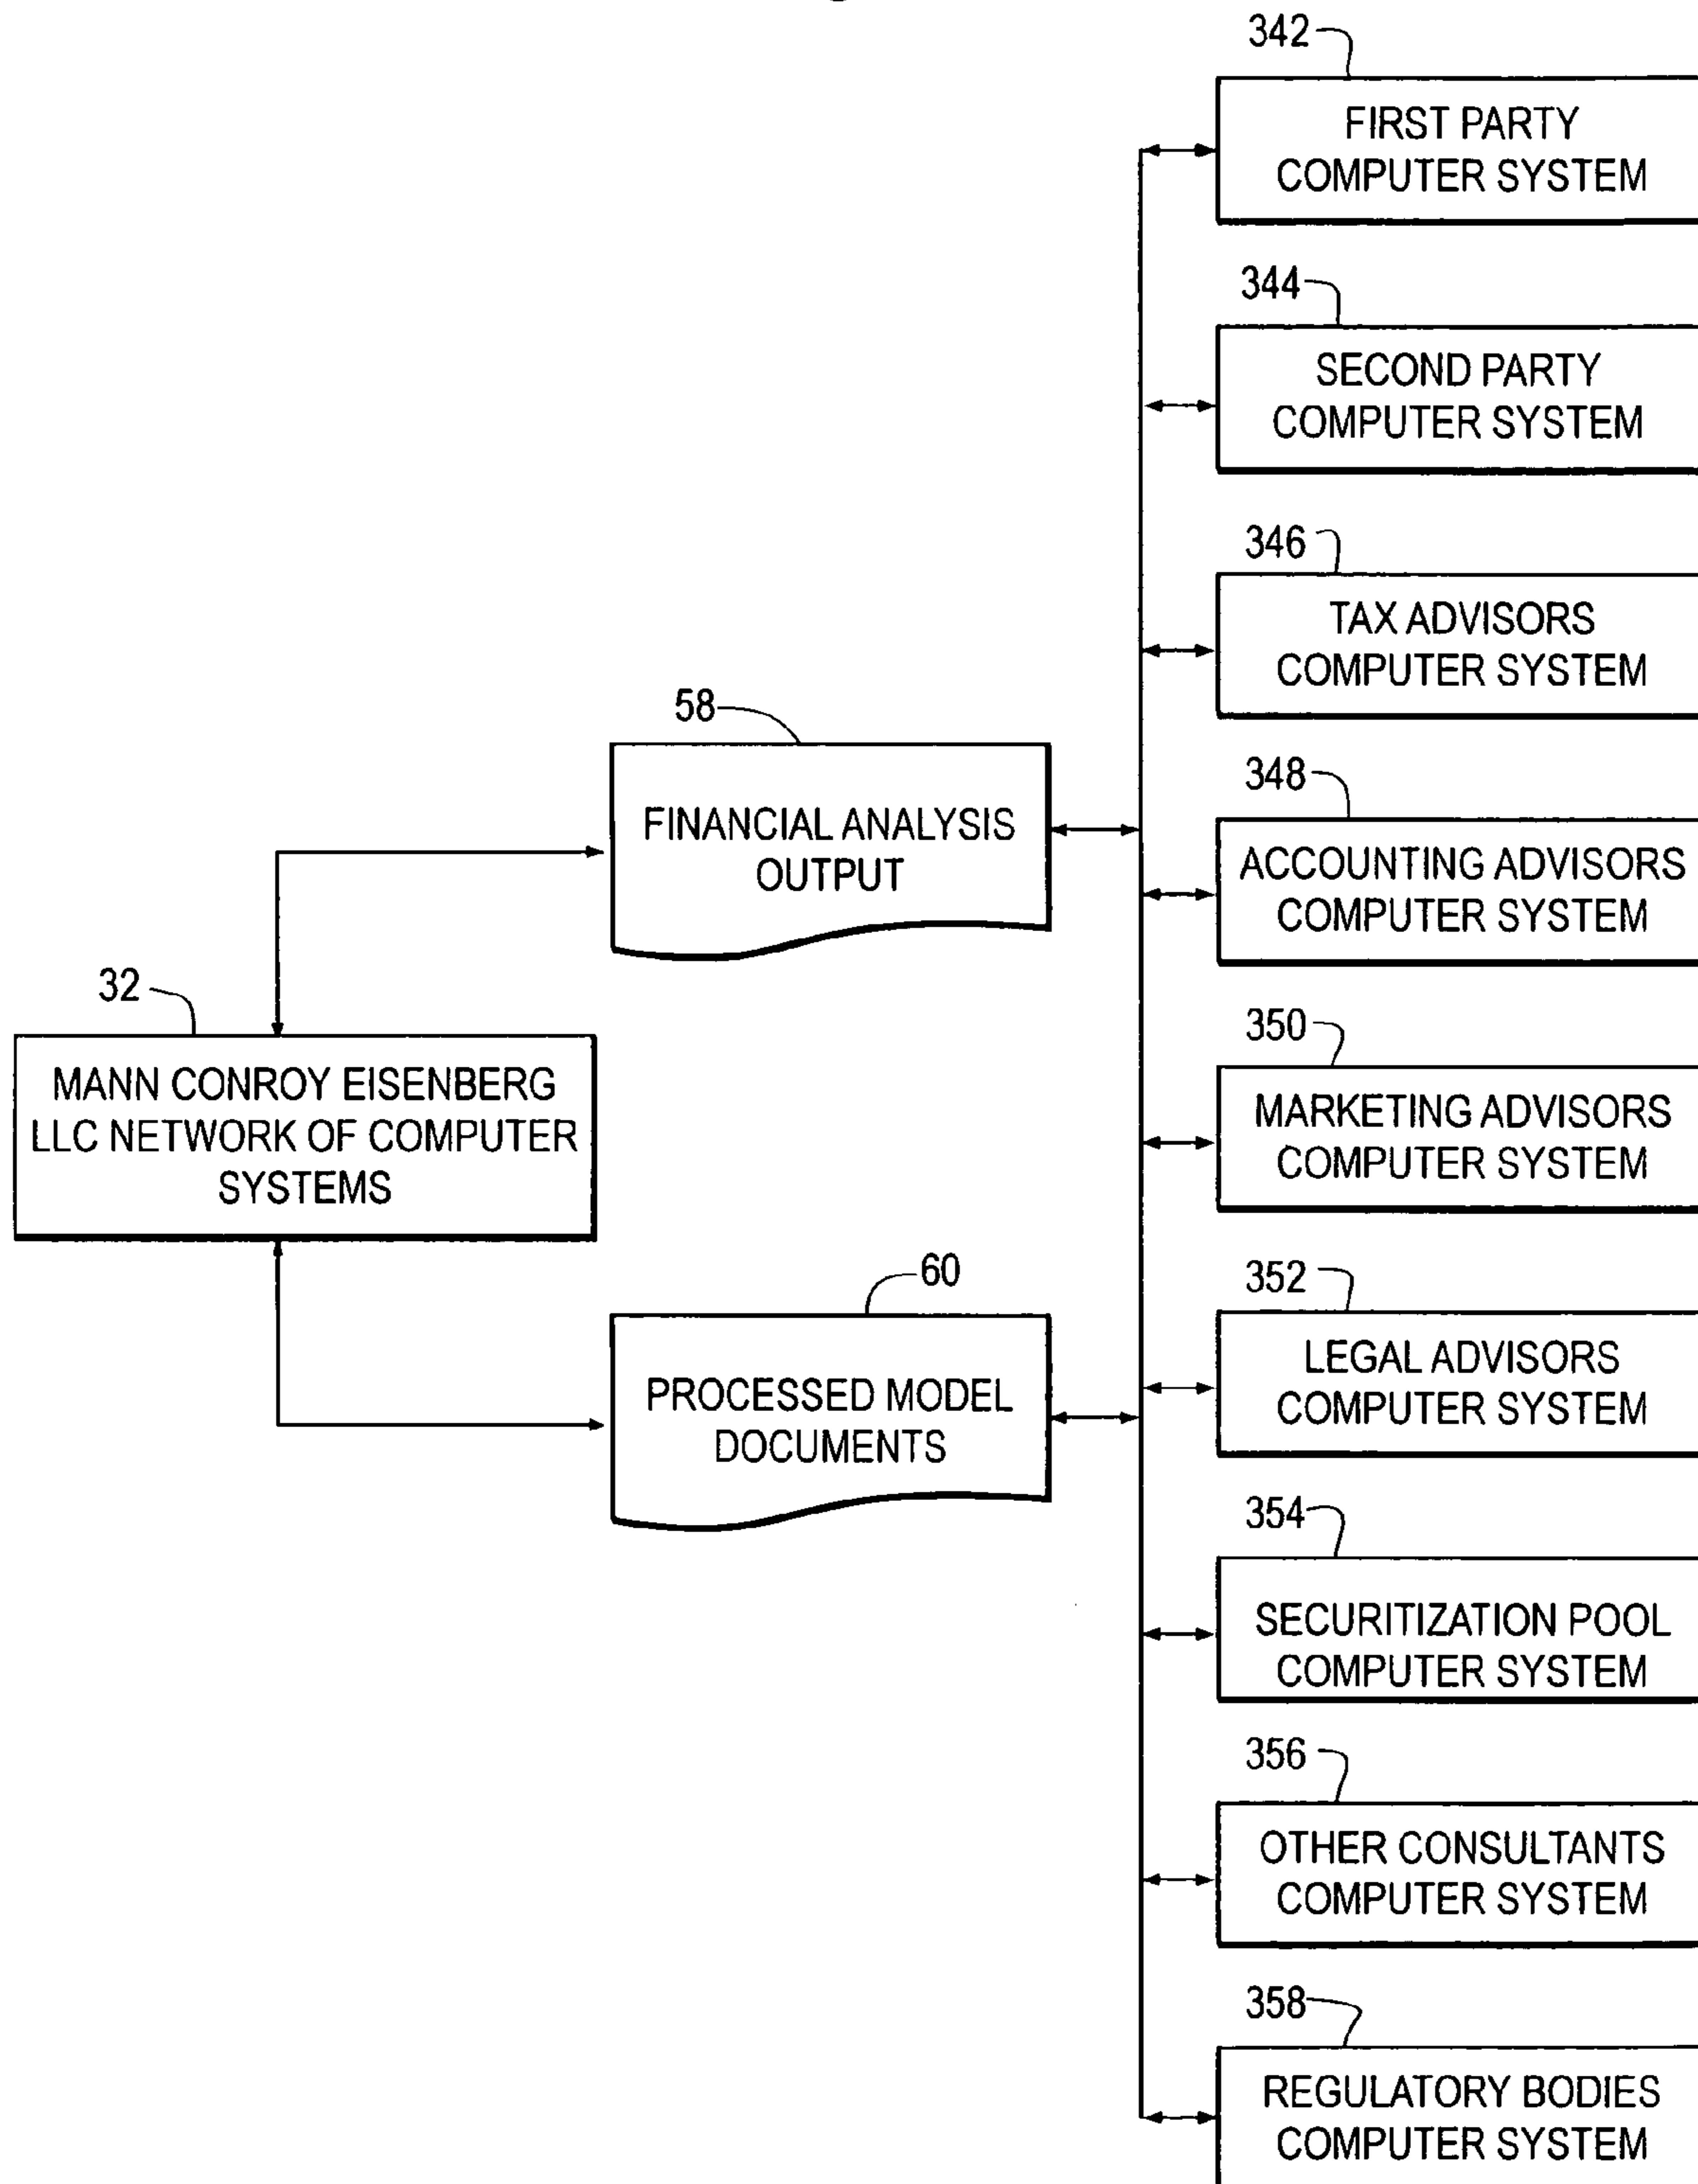 342
FIRST PARTY
COMPUTER SYSTEM
344
SECOND PARTY
COMPUTER SYSTEM
346
TAX ADVISORS
COMPUTER SYSTEM
58
FINANCIAL ANALYSIS
OUTPUT
348
ACCOUNTING ADVISORS
COMPUTER SYSTEM
32
MANN CONROY EISENBERG
LLC NETWORK OF COMPUTER
SYSTEMS
350
MARKETING ADVISORS
COMPUTER SYSTEM
60
PROCESSED MODEL
DOCUMENTS
352
LEGAL ADVISORS
COMPUTER SYSTEM
354
SECURITIZATION POOL
COMPUTER SYSTEM
356
OTHER CONSULTANTS
COMPUTER SYSTEM
358
REGULATORY BODIES
COMPUTER SYSTEM